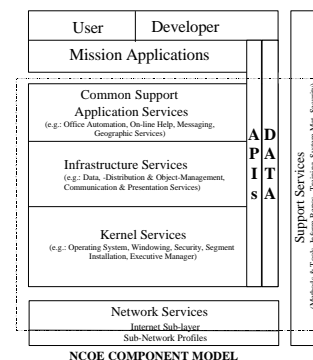 User
Developer
Mission Applications
Common Support
Application Services
(e.g.: Office Automation, On-line Help, Messaging,
Geographic Services)
Infrastructure Services
(e.g.: Data, -Distribution & Object-Management,
Communication & Presentation Services)
Kernel Services
(e.g.: Operating System, Windowing, Security, Segment
Installation, Executive Manager)
APIs
DATA
Support Services
Network Services
Internet Sub-layer
Sub-Network Profiles
NCOE COMPONENT MODEL